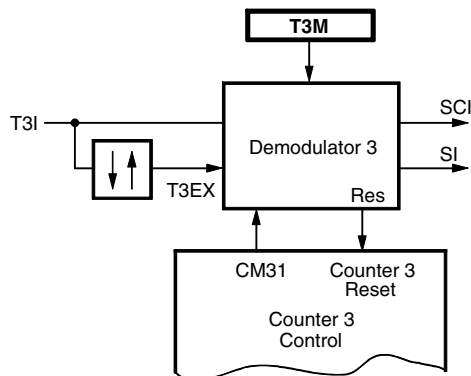 T3M
T3I
SCI
Demodulator 3
SI
T3EX
Res
CM31
Counter 3
Reset
Counter 3
Control